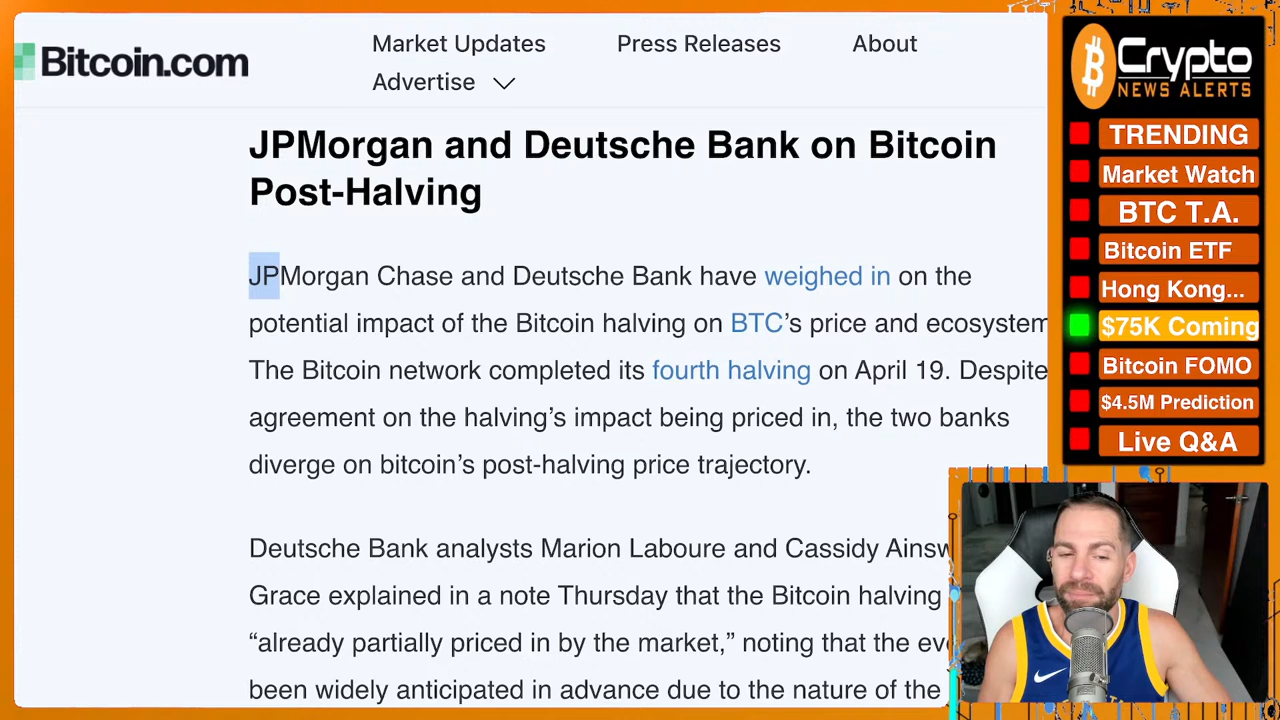 Bitcoin.com
Market Updates
Press Releases
About
Advertise
JPMorgan and Deutsche Bank on Bitcoin
Post-Halving
JPMorgan Chase and Deutsche Bank have weighed in on the
potential impact of the Bitcoin halving on BTC’s price and ecosystem
The Bitcoin network completed its fourth halving on April 19. Despite
agreement on the halving’s impact being priced in, the two banks
diverge on bitcoin’s post-halving price trajectory.
Deutsche Bank analysts Marion Laboure and Cassidy
Grace explained in a note Thursday that the Bitcoin halving
“already partially priced in by the market,” noting that the
been widely anticipated in advance due to the nature of the
Crypto
NEWS ALERTS
TRENDING
Market Watch
BTC T.A.
Bitcoin ETF
Hong Kong...
$75K Coming
Bitcoin FOMO
$4.5M Prediction
Live Q&A